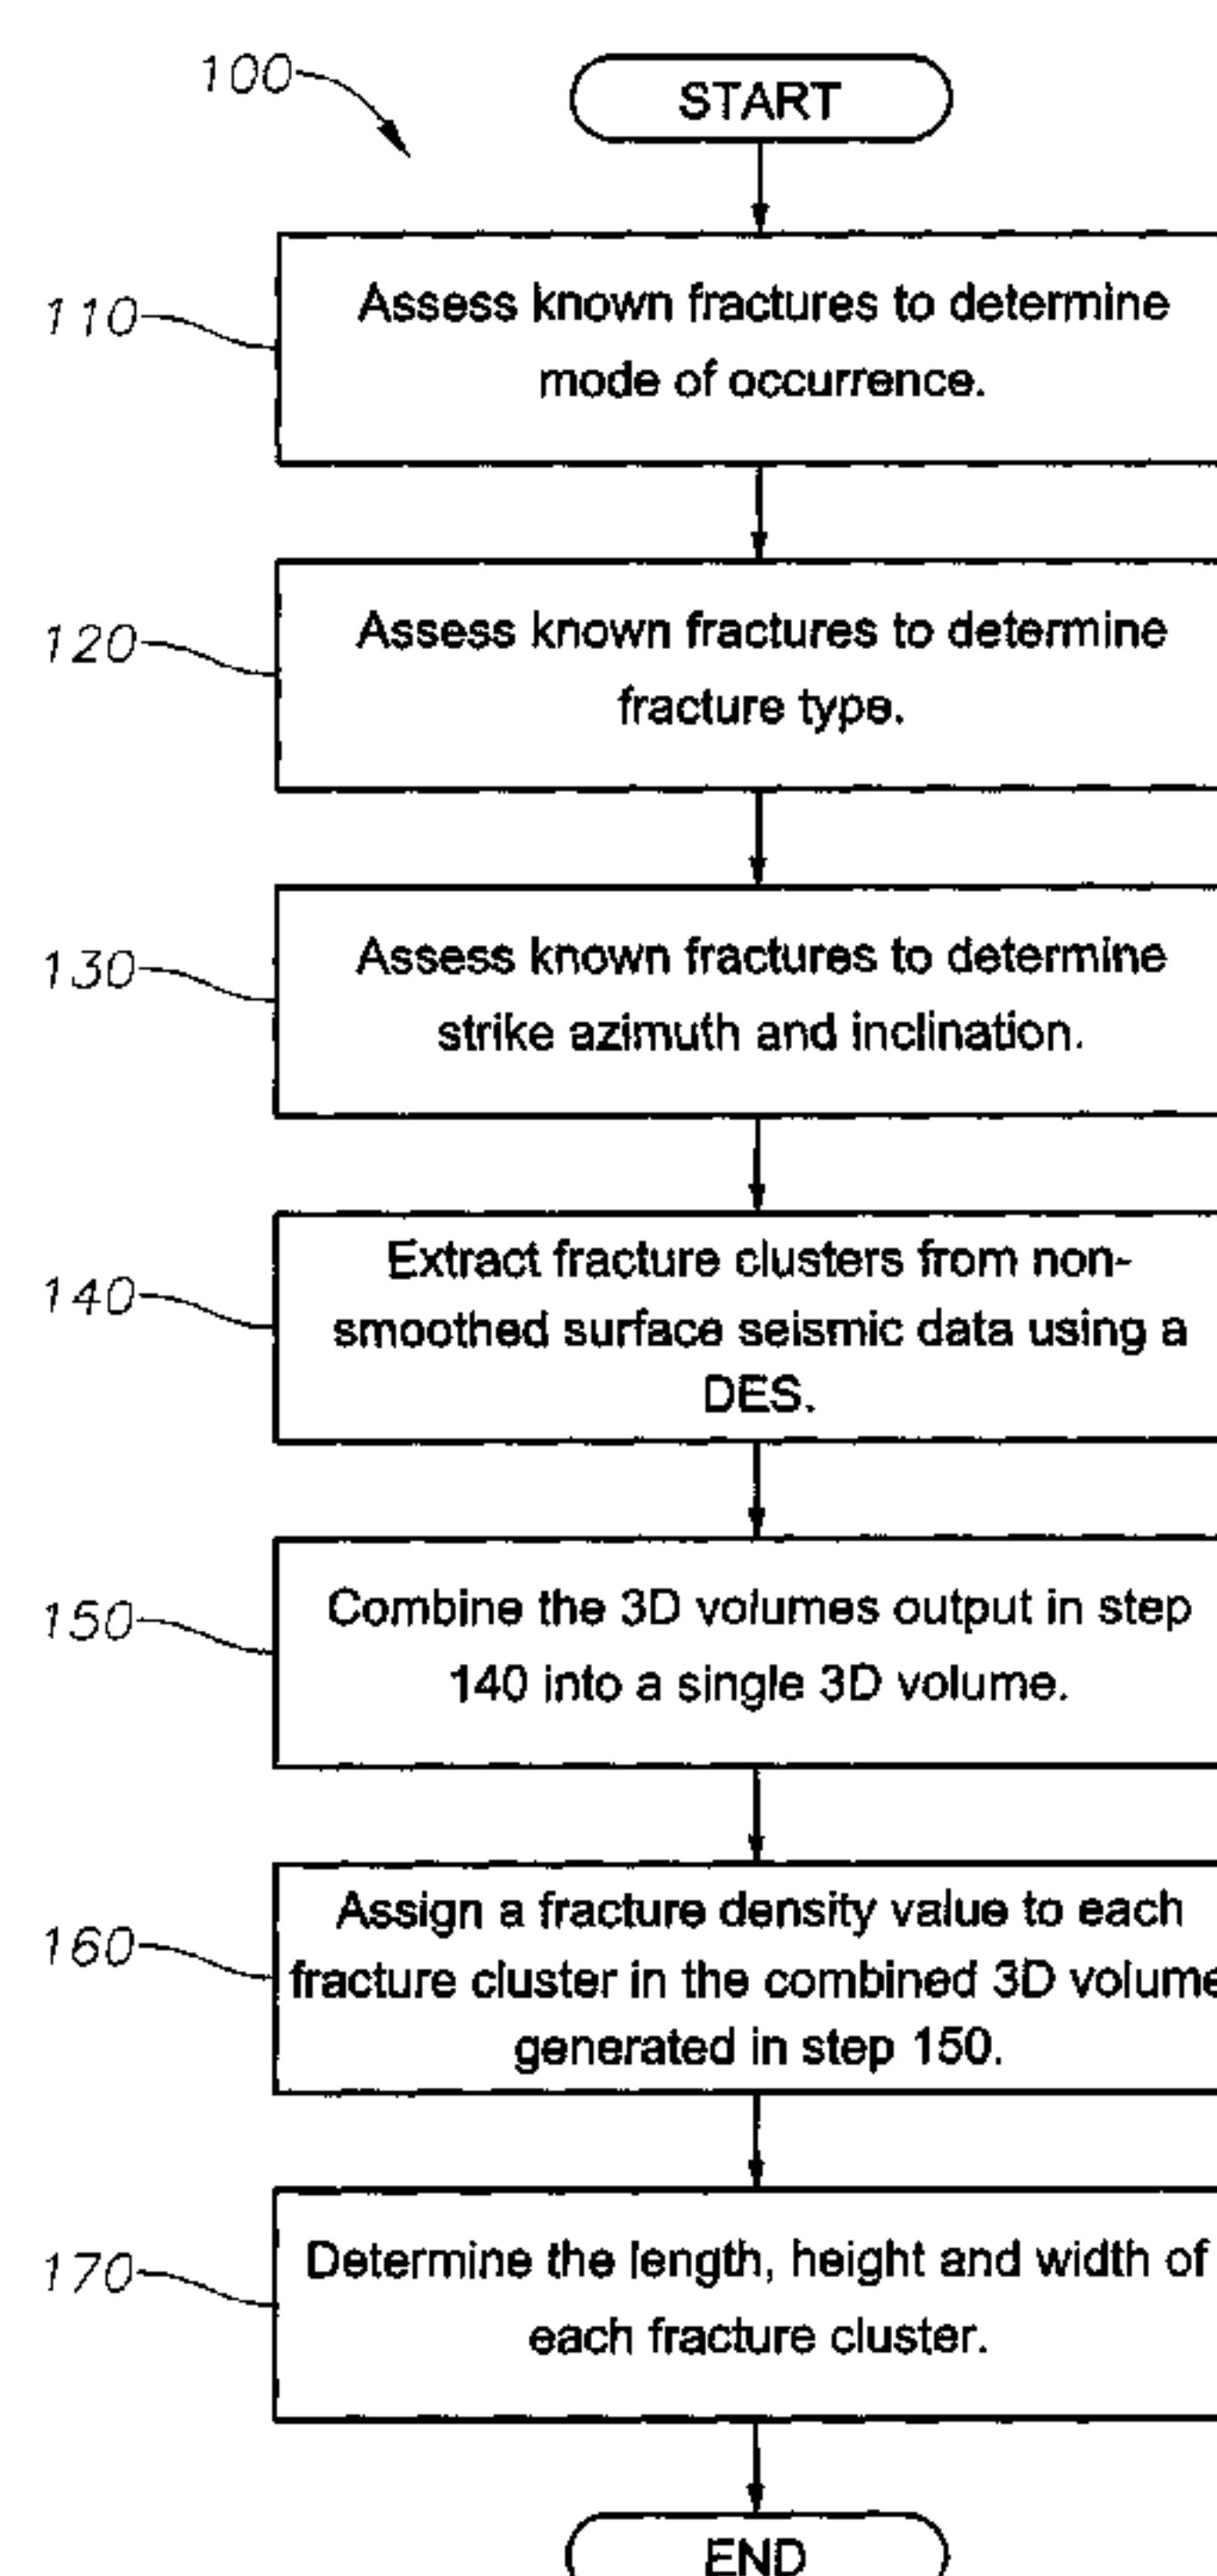 100
START
110
Assess known fractures to determine
mode of occurrence.
120
Assess known fractures to determine
fracture type.
130
Assess known fractures to determine
strike azimuth and inclination.
140
Extract fracture clusters from non-
smoothed surface seismic data using a
DES.
150
Combine the 3D volumes output in step
140 into a single 3D volume.
160
Assign a fracture density value to each
fracture cluster in the combined 3D volume
generated in step 150.
170
Determine the length, height and width of
each fracture cluster.
END